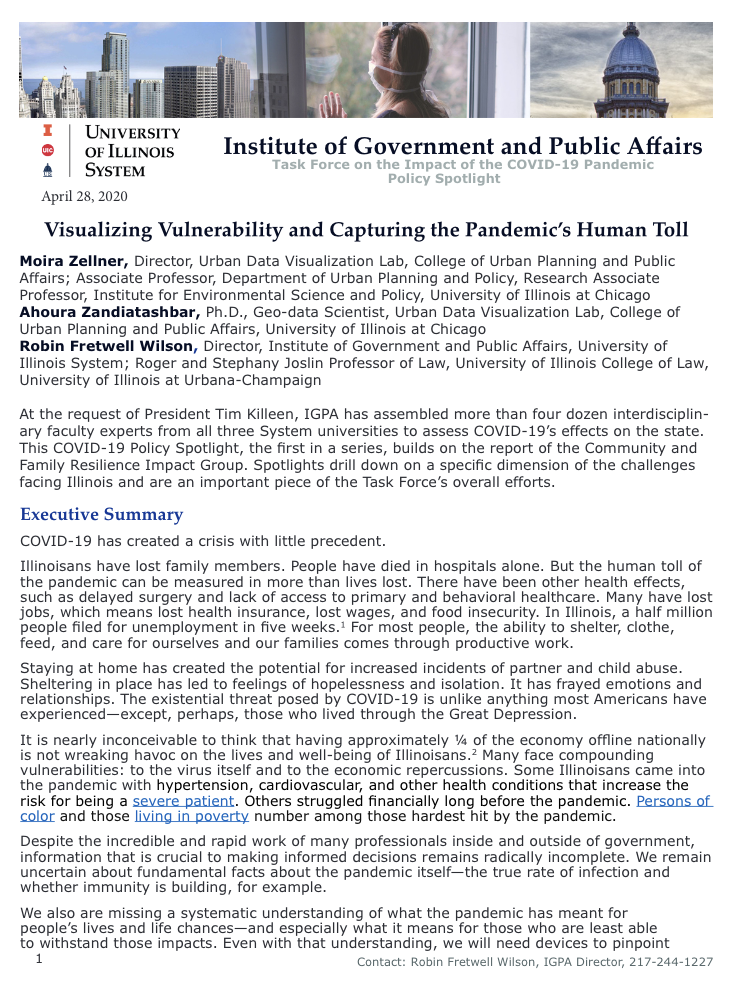 UNIVERSITY
OF ILLINOIS
SYSTEM
I
UIC
Institute of Government and Public Affairs
Task Force on the Impact of the COVID-19 Pandemic
Policy Spotlight
April 28, 2020
Visualizing Vulnerability and Capturing the Pandemic’s Human Toll
Moira Zellner, Director, Urban Data Visualization Lab, College of Urban Planning and Public
Affairs; Associate Professor, Department of Urban Planning and Policy, Research Associate
Professor, Institute for Environmental Science and Policy, University of Illinois at Chicago
Ahoura Zandiatashbar, Ph.D., Geo-data Scientist, Urban Data Visualization Lab, College of
Urban Planning and Public Affairs, University of Illinois at Chicago
Robin Fretwell Wilson, Director, Institute of Government and Public Affairs, University of
Illinois System; Roger and Stephany Joslin Professor of Law, University of Illinois College of Law,
University of Illinois at Urbana-Champaign
At the request of President Tim Killeen, IGPA has assembled more than four dozen interdisciplin-
ary faculty experts from all three System universities to assess COVID-19’s effects on the state.
This COVID-19 Policy Spotlight, the first in a series, builds on the report of the Community and
Family Resilience Impact Group. Spotlights drill down on a specific dimension of the challenges
facing Illinois and are an important piece of the Task Force’s overall efforts.
Executive Summary
COVID-19 has created a crisis with little precedent.
Illinoisans have lost family members. People have died in hospitals alone. But the human toll of
the pandemic can be measured in more than lives lost. There have been other health effects,
such as delayed surgery and lack of access to primary and behavioral healthcare. Many have lost
jobs, which means lost health insurance, lost wages, and food insecurity. In Illinois, a half million
people filed for unemployment in five weeks.¹ For most people, the ability to shelter, clothe,
feed, and care for ourselves and our families comes through productive work.
Staying at home has created the potential for increased incidents of partner and child abuse.
Sheltering in place has led to feelings of hopelessness and isolation. It has frayed emotions and
relationships. The existential threat posed by COVID-19 is unlike anything most Americans have
experienced—except, perhaps, those who lived through the Great Depression.
It is nearly inconceivable to think that having approximately ¼ of the economy offline nationally
is not wreaking havoc on the lives and well-being of Illinoisans.² Many face compounding
vulnerabilities: to the virus itself and to the economic repercussions. Some Illinoisans came into
the pandemic with hypertension, cardiovascular, and other health conditions that increase the
risk for being a severe patient. Others struggled financially long before the pandemic. Persons of
color and those living in poverty number among those hardest hit by the pandemic.
Despite the incredible and rapid work of many professionals inside and outside of government,
information that is crucial to making informed decisions remains radically incomplete. We remain
uncertain about fundamental facts about the pandemic itself—the true rate of infection and
whether immunity is building, for example.
We also are missing a systematic understanding of what the pandemic has meant for
people’s lives and life chances—and especially what it means for those who are least able
to withstand those impacts. Even with that understanding, we will need devices to pinpoint
1
Contact: Robin Fretwell Wilson, IGPA Director, 217-244-1227